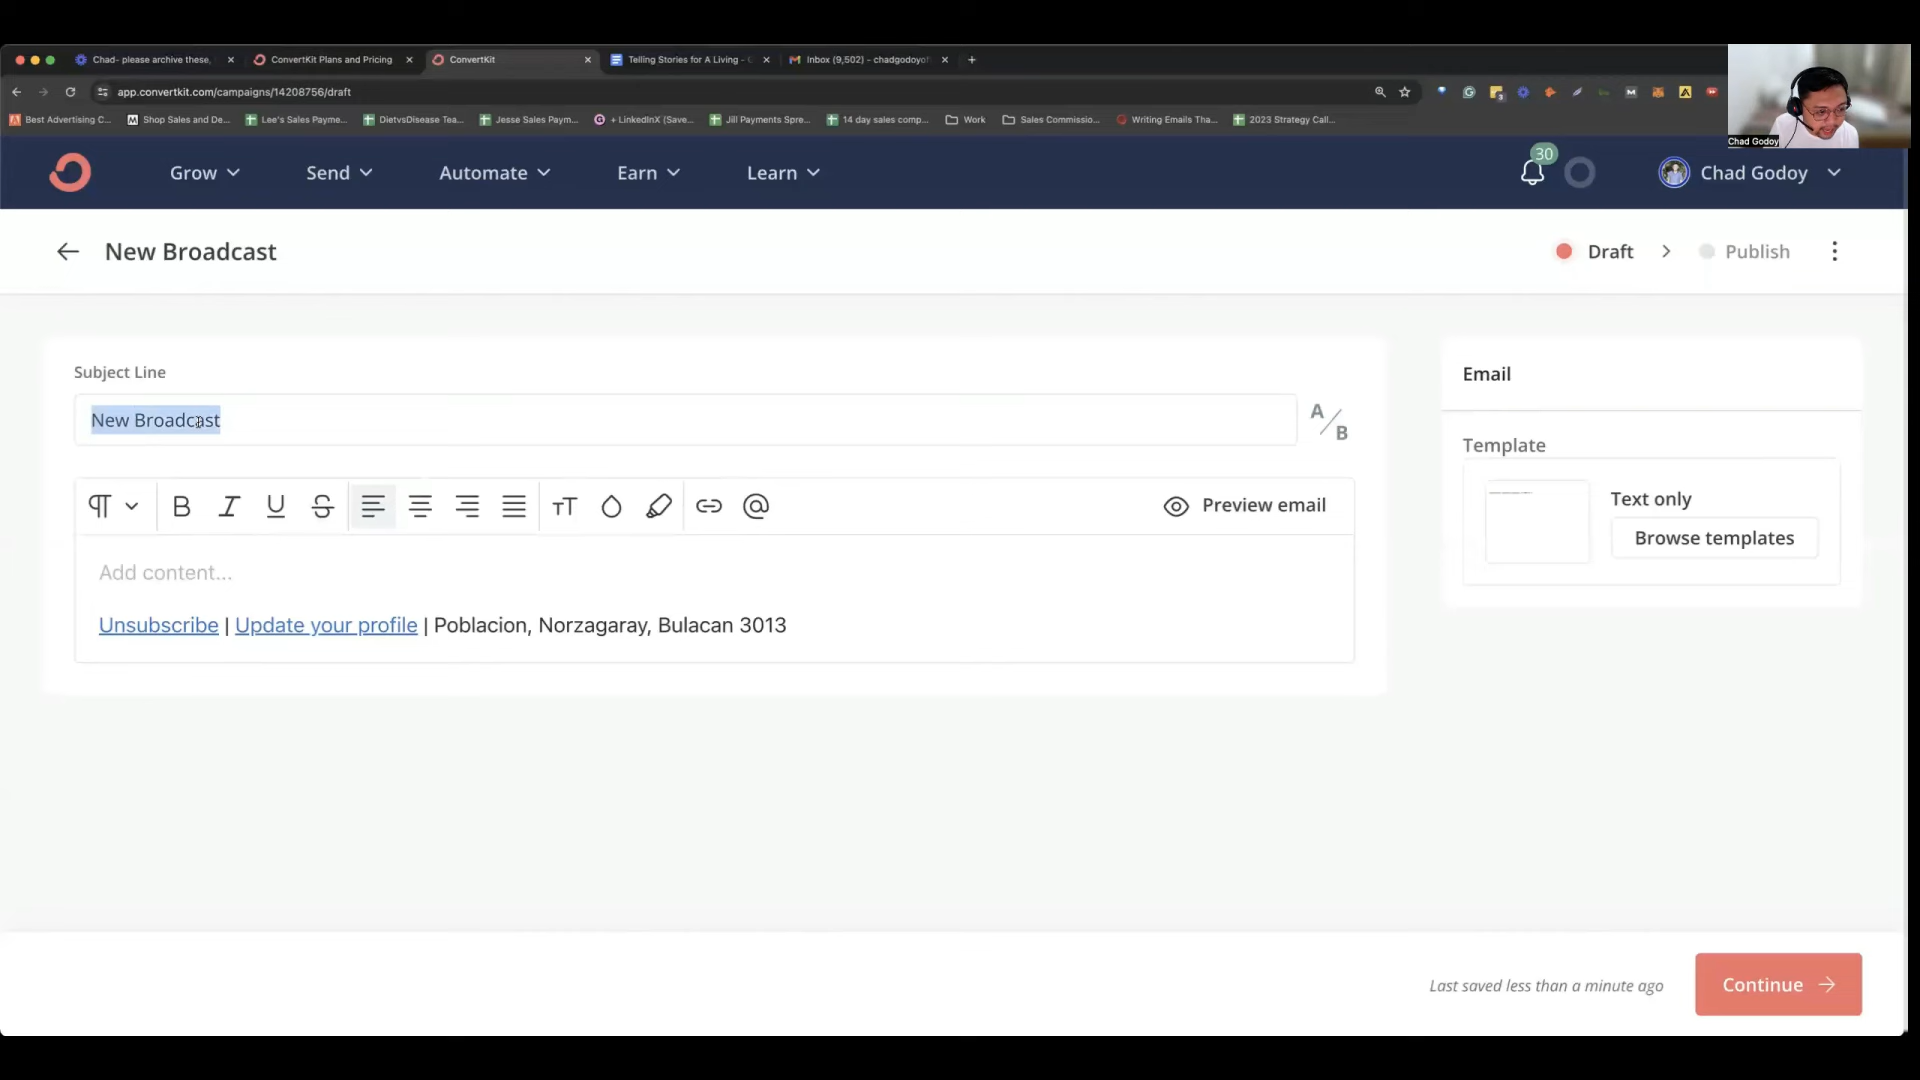 Chad- please archive these,
ConvertKit Plans and Pricing
ConvertKit
Telling Stories for A Living -
Inbox (9,502) - chadgodoyof
app.convertkit.com/campaigns/14208756/draft
Best Advertising C...
Shop Sales and De...
Lee's Sales Payme...
DietvsDisease Tea...
Jesse Sales Paym...
+ LinkedInX (Save...
Jill Payments Spre...
14 day sales comp...
Work
Sales Commissio...
Writing Emails Tha...
2023 Strategy Call...
Chad Godoy
Grow
Send
Automate
Earn
Learn
30
Chad Godoy
New Broadcast
Draft
Publish
Subject Line
New Broadcast
A/B
Preview email
Add content...
Unsubscribe | Update your profile | Poblacion, Norzagaray, Bulacan 3013
Email
Template
Text only
Browse templates
Last saved less than a minute ago
Continue